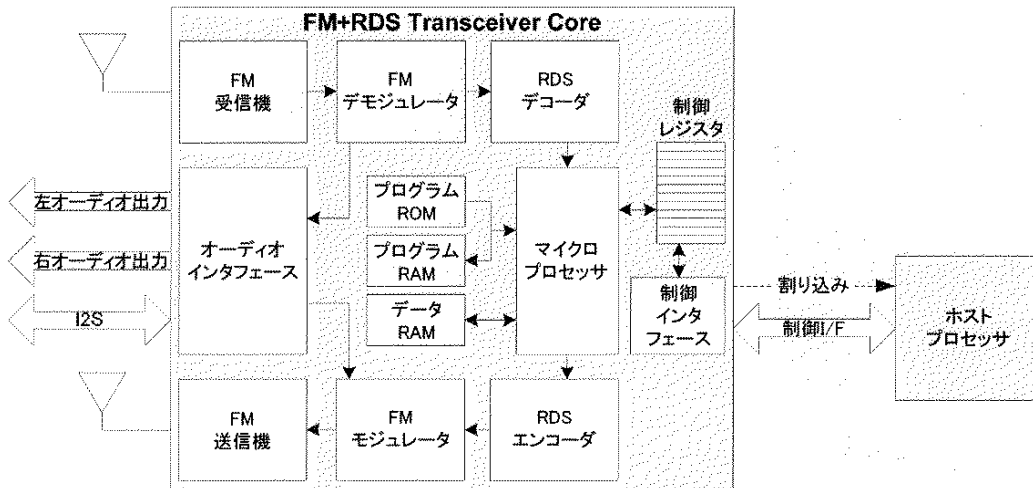 FM+RDS Transceiver Core
FM
受信機
FM
デモジュレータ
RDS
デコーダ
制御
レジスタ
左オーディオ出力
右オーディオ出力
I2S
オーディオ
インタフェース
プログラム
ROM
プログラム
RAM
データ
RAM
マイクロ
プロセッサ
制御
インタ
フェース
割り込み
制御I/F
ホスト
プロセッサ
FM
送信機
FM
モジュレータ
RDS
エンコーダ